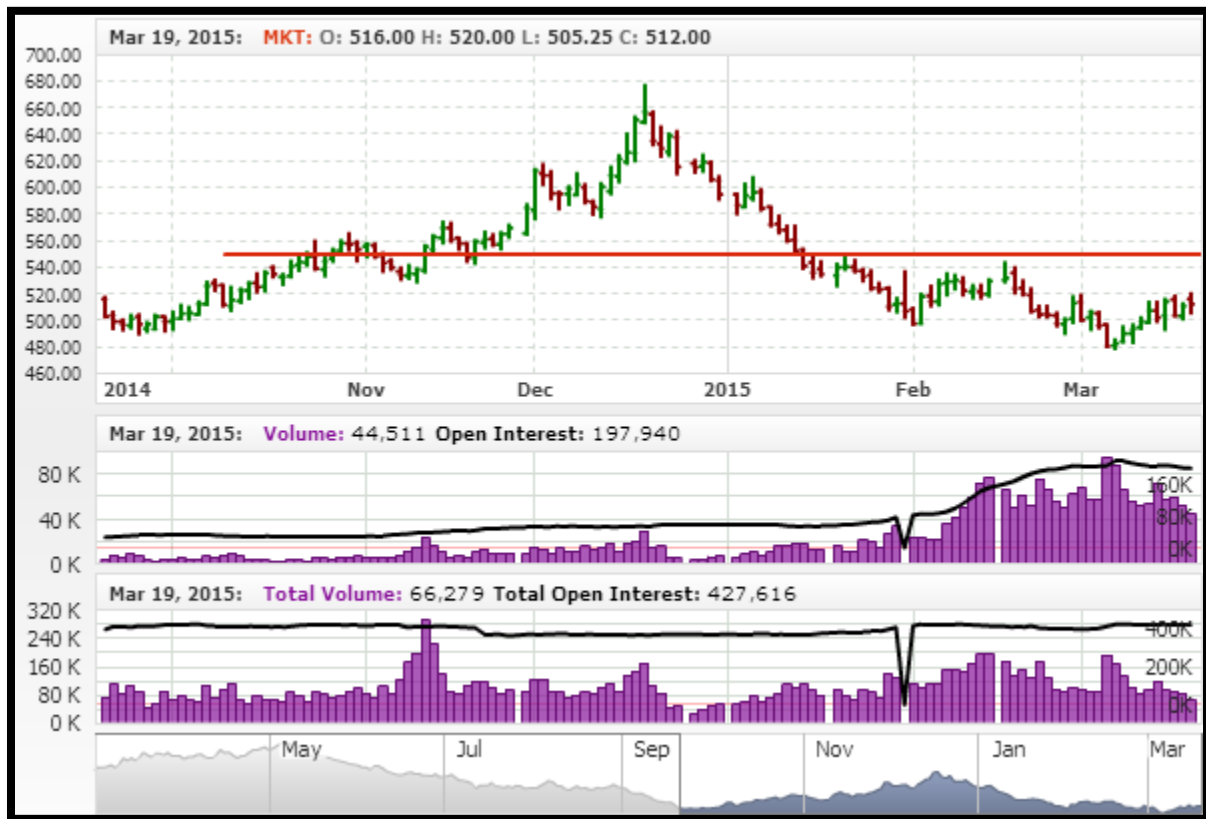 Mar 19, 2015: MKT: O: 516.00 H: 520.00 L: 505.25 C: 512.00
700.00
680.00
660.00
640.00
620.00
600.00
580.00
560.00
540.00
520.00
500.00
480.00
460.00
2014 Nov Dec 2015 Feb Mar
Mar 19, 2015: Volume: 44,511 Open Interest: 197,940
80 K 160K
40 K 80K
0 K 0K
Mar 19, 2015: Total Volume: 66,279 Total Open Interest: 427,616
320 K
240 K 400K
160 K 200K
80 K 0K
0 K
May Jul Sep Nov Jan Mar